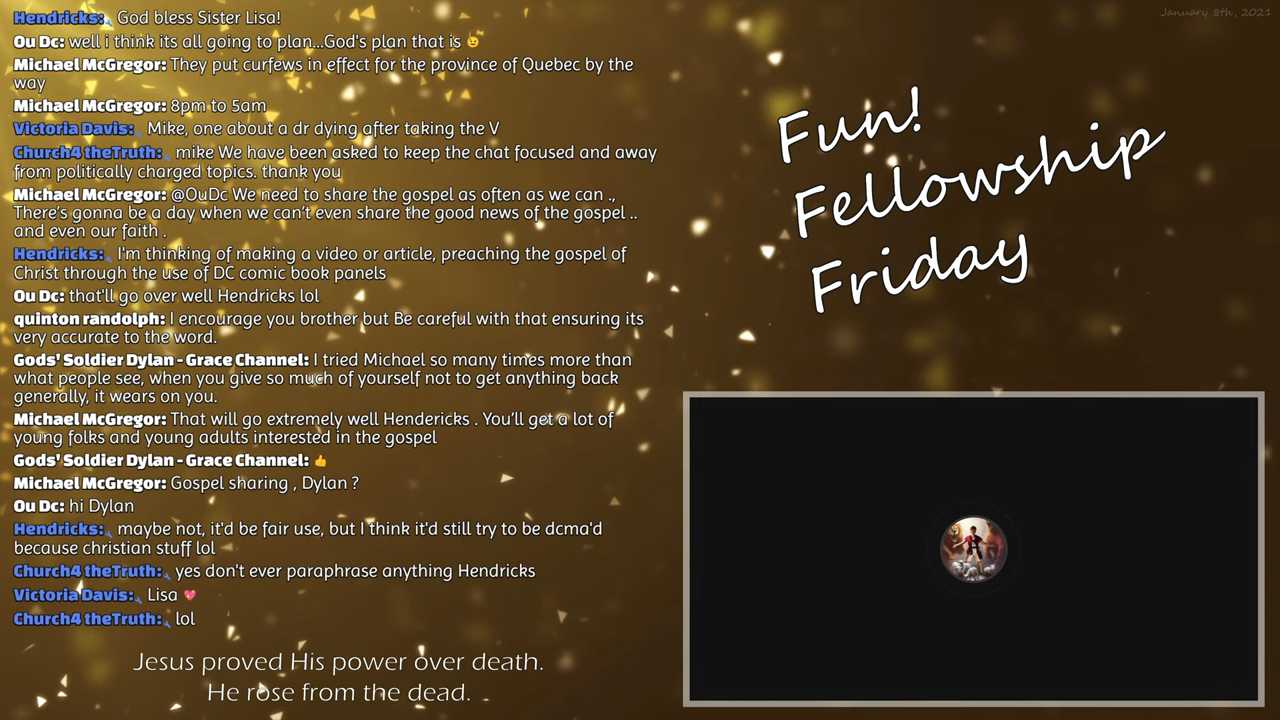 Hendricks: God bless Sister Lisa!
Ou Dc: well i think its all going to plan...God's plan that is 😉
Michael McGregor: They put curfews in effect for the province of Quebec by the
way
Michael McGregor: 8pm to 5am
Victoria Davis: Mike, one about a dr dying after taking the V
Church4 theTruth: mike We have been asked to keep the chat focused and away
from politically charged topics. thank you
Michael McGregor: @OuDc We need to share the gospel as often as we can .,
There's gonna be a day when we can't even share the good news of the gospel ..
and even our faith .
Hendricks: I'm thinking of making a video or article, preaching the gospel of
Christ through the use of DC comic book panels
Ou Dc: that'll go over well Hendricks lol
quinton randolph: I encourage you brother but Be careful with that ensuring its
very accurate to the word.
Gods' Soldier Dylan - Grace Channel: I tried Michael so many times more than
what people see, when you give so much of yourself not to get anything back
generally, it wears on you.
Michael McGregor: That will go extremely well Hendericks . You'll get a lot of
young folks and young adults interested in the gospel
Gods' Soldier Dylan - Grace Channel: 👍
Michael McGregor: Gospel sharing , Dylan ?
Ou Dc: hi Dylan
Hendricks: maybe not, it'd be fair use, but I think it'd still try to be dcma'd
because christian stuff lol
Church4 theTruth: yes don't ever paraphrase anything Hendricks
Victoria Davis: Lisa 💖
Church4 theTruth: lol
Jesus proved His power over death.
He rose from the dead.
January 8th, 2021
Fun!
Fellowship
Friday